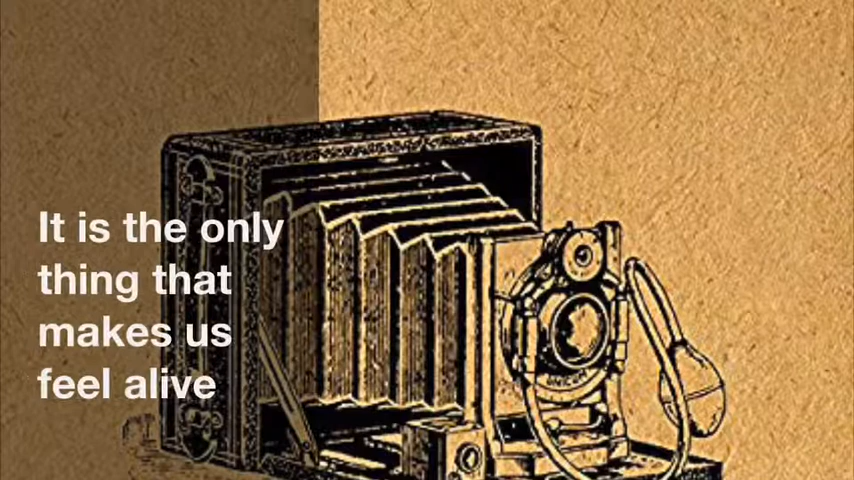 It is the only
thing that
makes us
feel alive